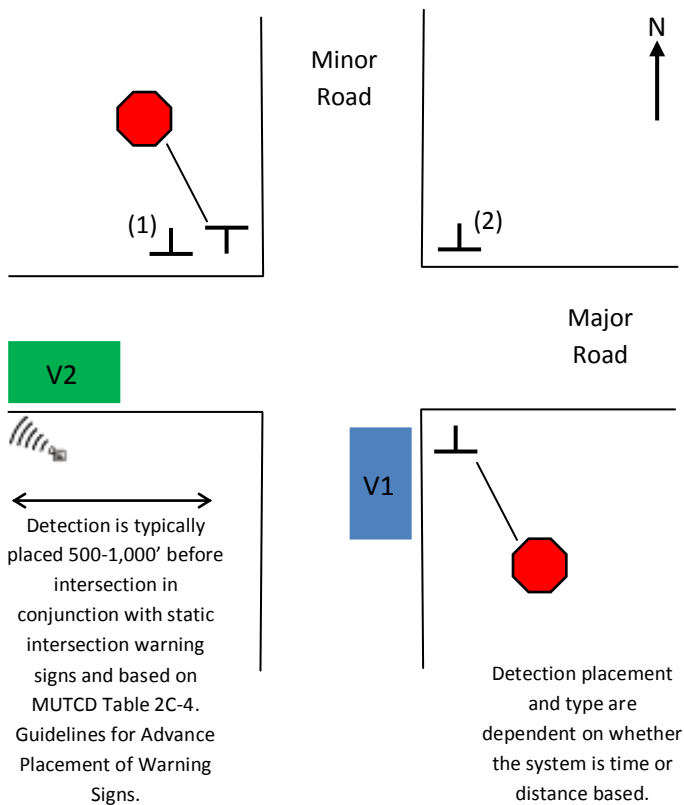 Minor
Road
N
(1)
(2)
Major
Road
V2
V1
Detection is typically
placed 500-1,000’ before
intersection in
conjunction with static
intersection warning
signs and based on
MUTCD Table 2C-4.
Guidelines for Advance
Placement of Warning
Signs.
Detection placement
and type are
dependent on whether
the system is time or
distance based.